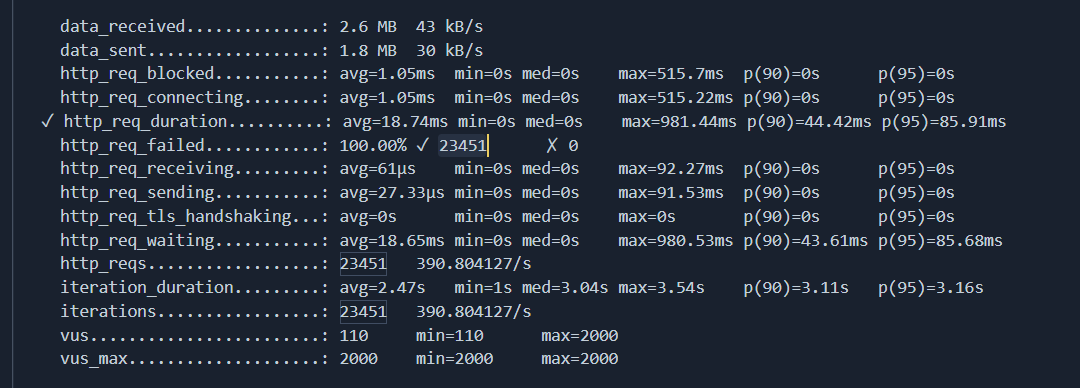 data_received..............: 2.6 MB  43 kB/s
data_sent..................: 1.8 MB  30 kB/s
http_req_blocked...........: avg=1.05ms  min=0s med=0s    max=515.7ms  p(90)=0s      p(95)=0s
http_req_connecting........: avg=1.05ms  min=0s med=0s    max=515.22ms p(90)=0s      p(95)=0s
✓ http_req_duration..........: avg=18.74ms min=0s med=0s    max=981.44ms p(90)=44.42ms p(95)=85.91ms
http_req_failed............: 100.00% ✓ 23451      ✗ 0
http_req_receiving.........: avg=61µs    min=0s med=0s    max=92.27ms  p(90)=0s      p(95)=0s
http_req_sending...........: avg=27.33µs min=0s med=0s    max=91.53ms  p(90)=0s      p(95)=0s
http_req_tls_handshaking...: avg=0s      min=0s med=0s    max=0s       p(90)=0s      p(95)=0s
http_req_waiting...........: avg=18.65ms min=0s med=0s    max=980.53ms p(90)=43.61ms p(95)=85.68ms
http_reqs..................: 23451   390.804127/s
iteration_duration.........: avg=2.47s   min=1s med=3.04s max=3.54s    p(90)=3.11s   p(95)=3.16s
iterations.................: 23451   390.804127/s
vus........................: 110     min=110      max=2000
vus_max....................: 2000    min=2000     max=2000